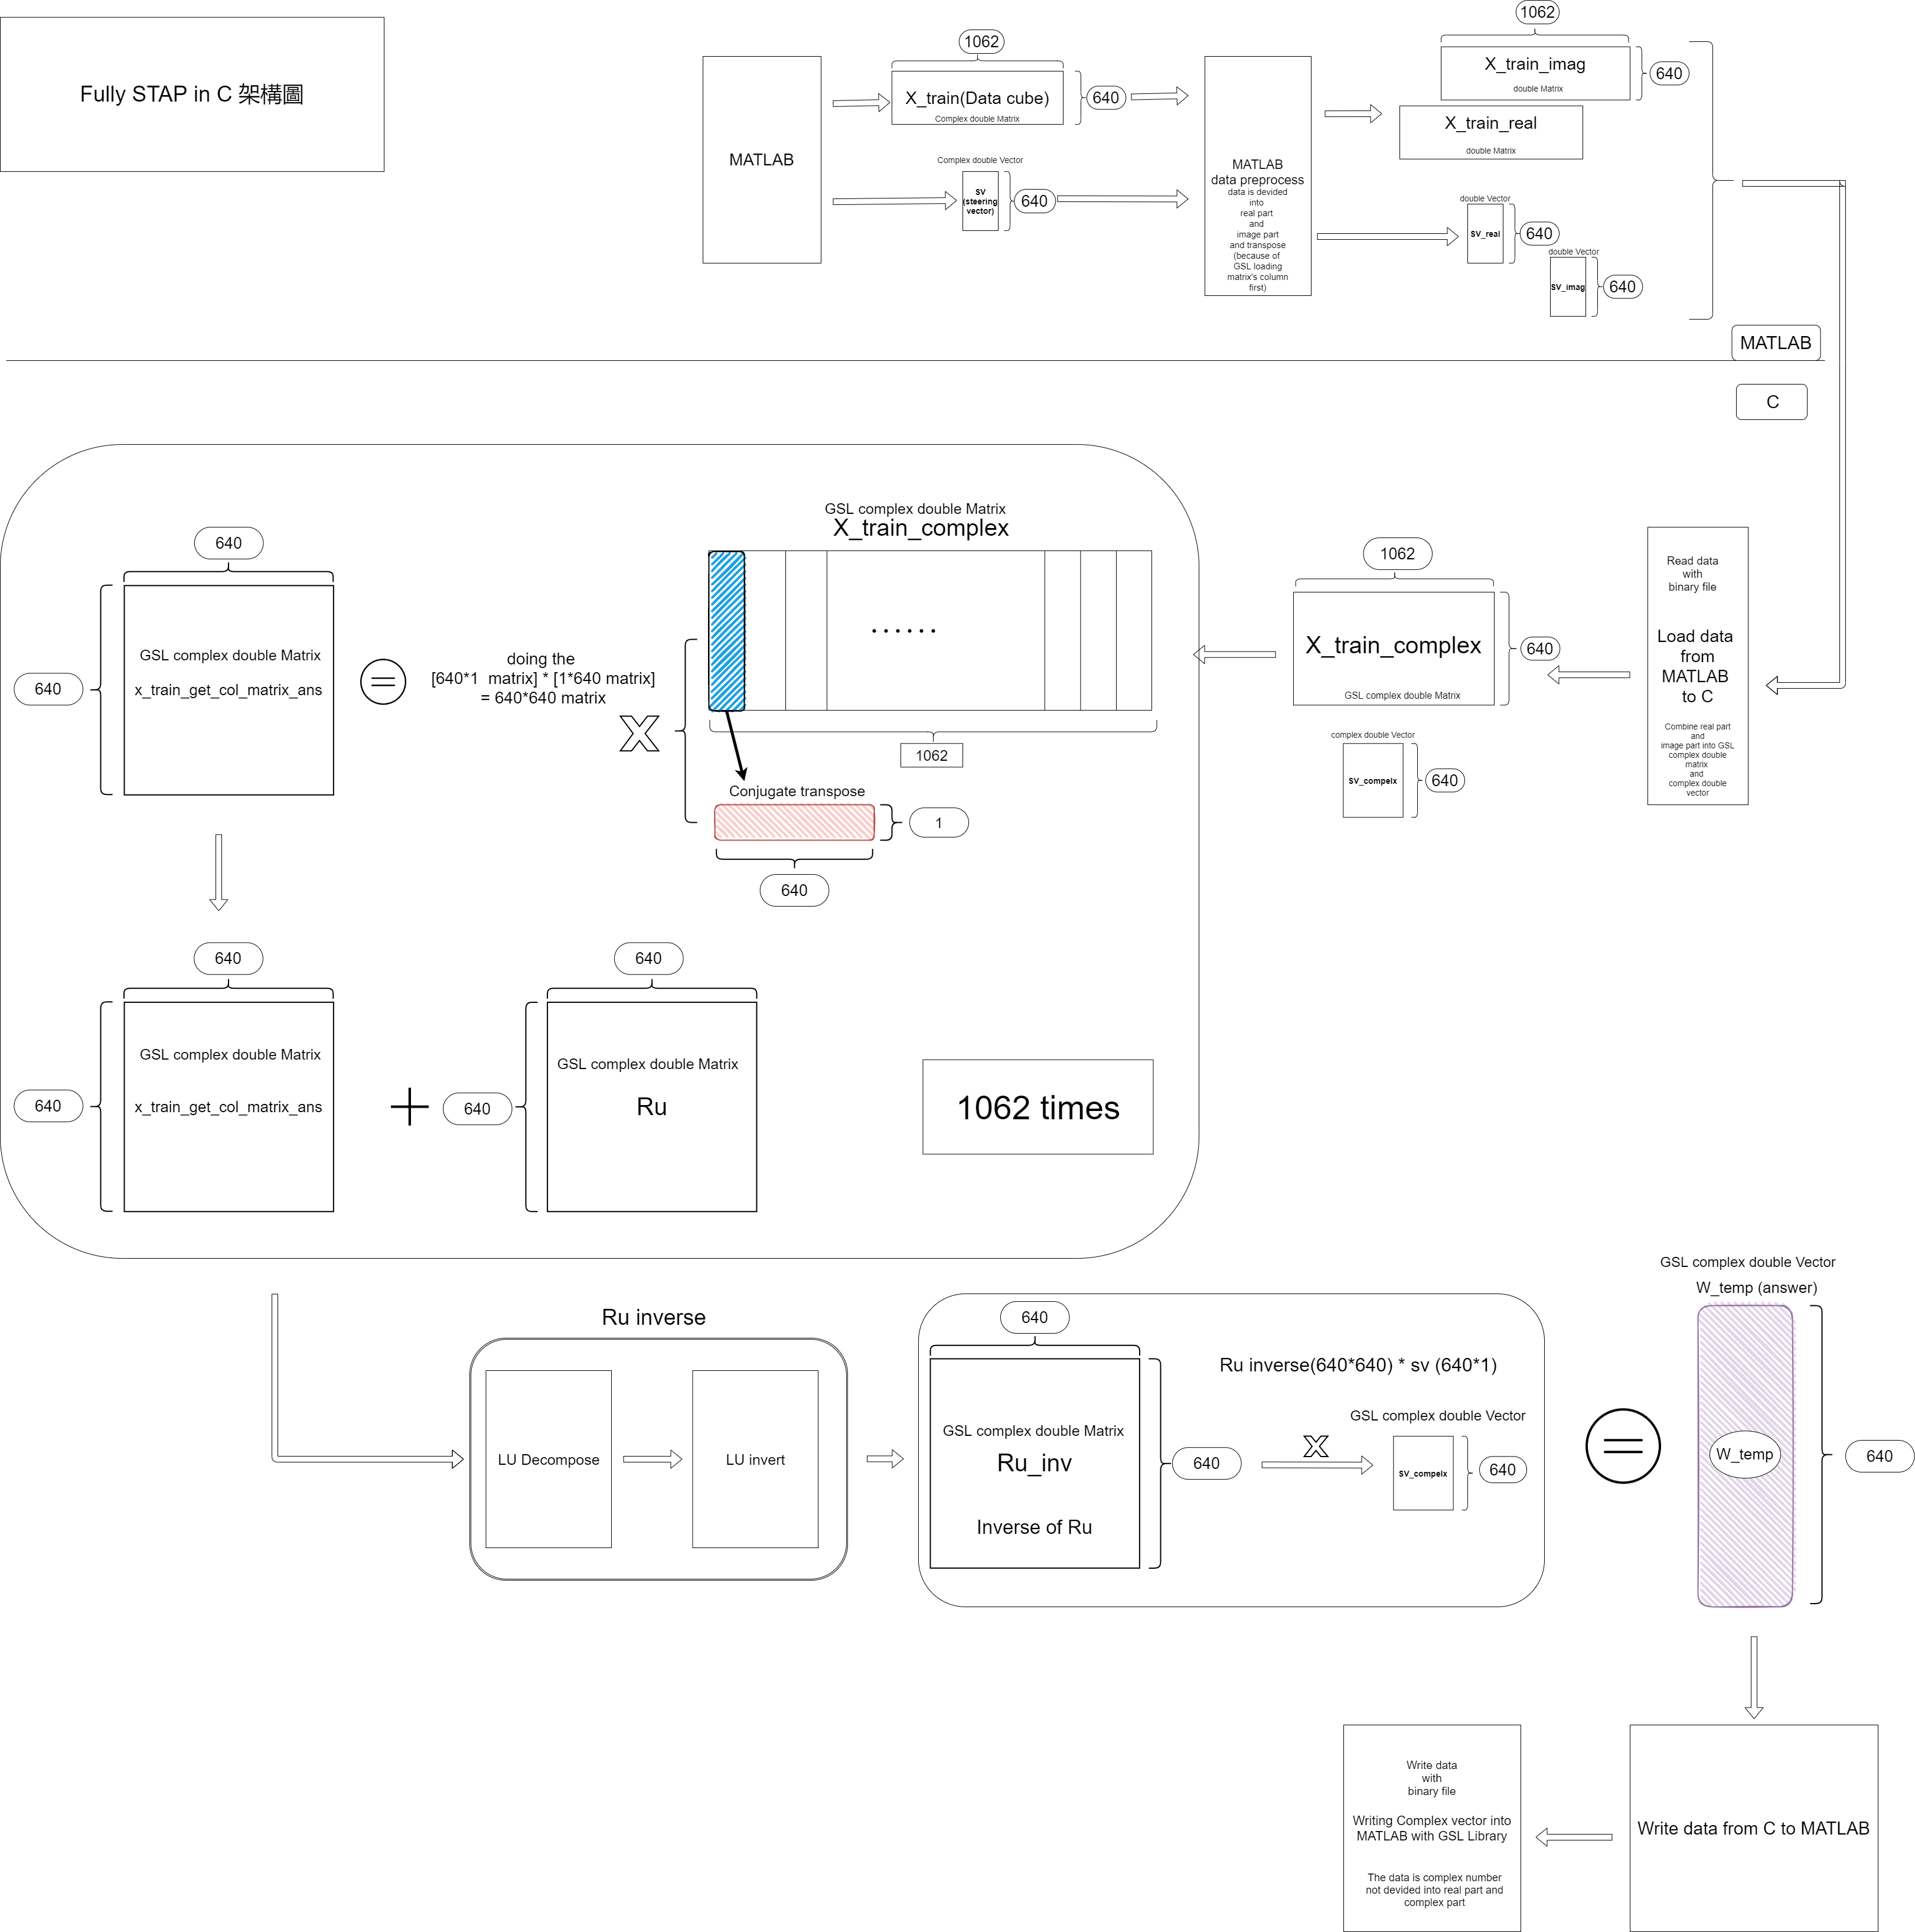 Fully STAP in C 架構圖
MATLAB
1062
X_train(Data cube)
Complex double Matrix
640
Complex double Vector
SV
(steering
vector)
640
MATLAB
data preprocess
data is devided
into
real part
and
image part
and transpose
(because of
GSL loading
matrix's column
first)
1062
X_train_imag
double Matrix
640
X_train_real
double Matrix
double Vector
SV_real
640
double Vector
SV_imag
640
MATLAB
C
Read data
with
binary file
Load data
from
MATLAB
to C
Combine real part
and
image part into GSL
complex double
matrix
and
complex double
vector
1062
X_train_complex
GSL complex double Matrix
640
complex double Vector
SV_compelx
640
GSL complex double Matrix
X_train_complex
......
1062
Conjugate transpose
1
640
X
doing the
[640*1 matrix] * [1*640 matrix]
= 640*640 matrix
=
640
640
GSL complex double Matrix
x_train_get_col_matrix_ans
640
640
GSL complex double Matrix
x_train_get_col_matrix_ans
+
640
640
GSL complex double Matrix
Ru
1062 times
Ru inverse
LU Decompose
LU invert
640
GSL complex double Matrix
Ru_inv
Inverse of Ru
640
Ru inverse(640*640) * sv (640*1)
X
GSL complex double Vector
SV_compelx
640
=
GSL complex double Vector
W_temp (answer)
W_temp
640
Write data from C to MATLAB
Write data
with
binary file
Writing Complex vector into
MATLAB with GSL Library
The data is complex number
not devided into real part and
complex part